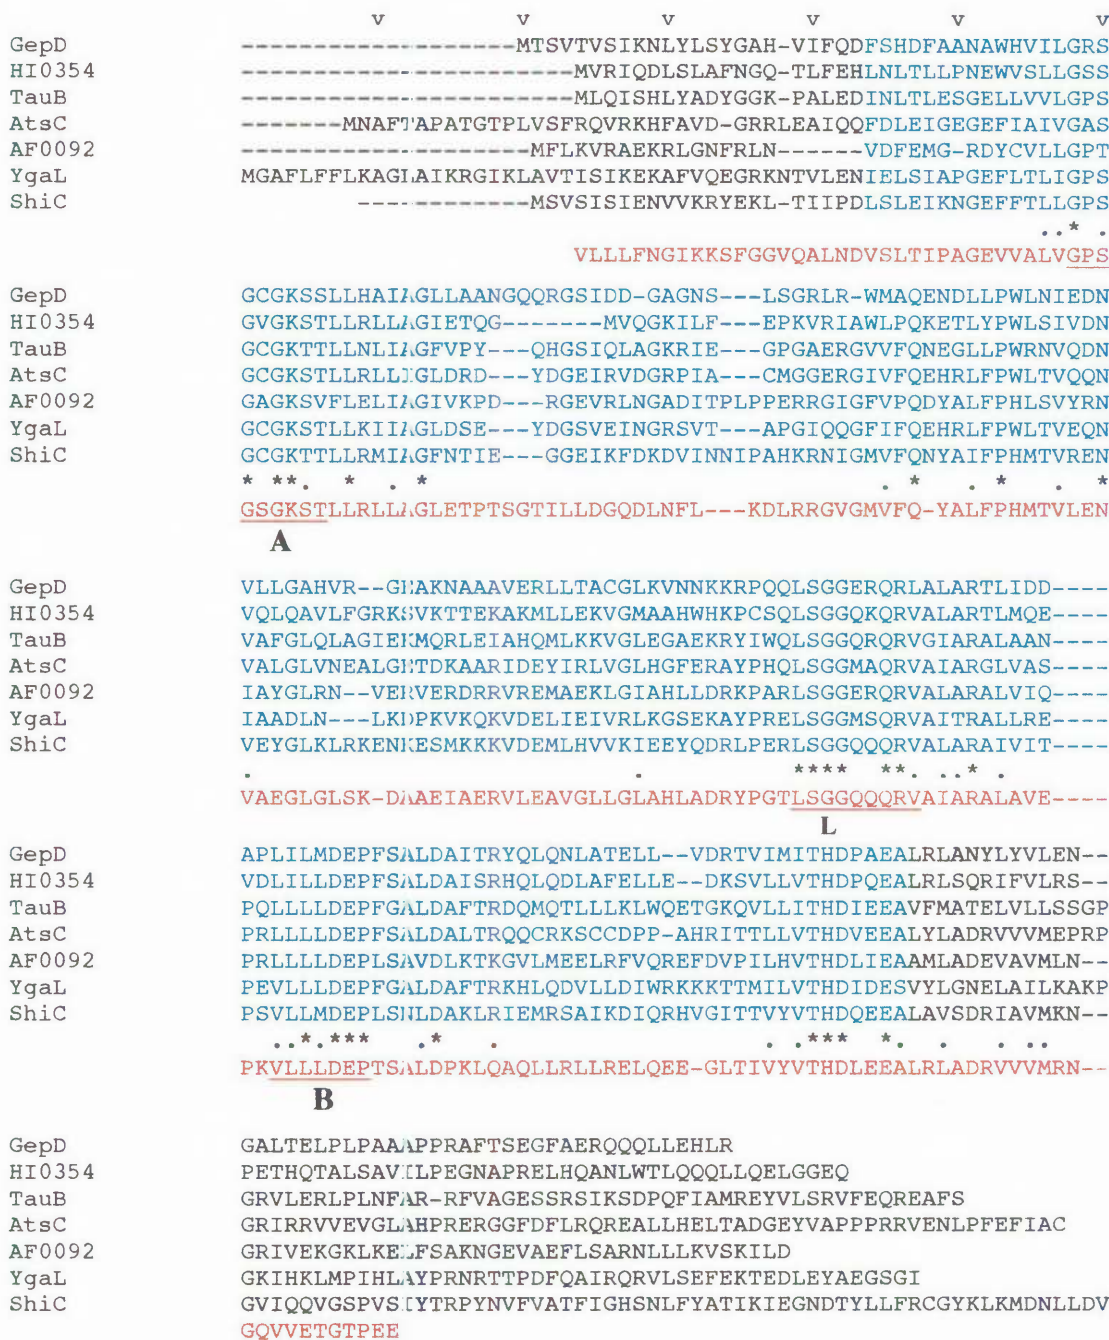 v v v v v v
GepD -------------------MTSVTVSIKNLYLSYGAH-VIFQDFSHDFAANAWHVILGRS
HI0354 -----------------------MVRIQDLSLAFNGQ-TLFEHLNLTLLPNEWVSLLGSS
TauB -----------------------MLQISHLYADYGGK-PALEDINLTLESGELLVVLGPS
AtsC -------MNAFTAPATGTPLVSFRQVRKHFAVD-GRRLEAIQQFDLEIGEGEFIAIVGAS
AF0092 --------------------MFLKVRAEKRLGNFRLN------VDFEMG-RDYCVLLGPT
YgaL MGAFLFFLKAGLAIKRGIKLAVTISIKEKAFVQEGRKNTVLENIELSIAPGEFLTLIGPS
ShiC ------------MSVSISIENVVKRYEKL-TIIPDLSLEIKNGEFFTLLGPS
..* .
VLLLFNGIKKSFGGVQALNDVSLTIPAGEVVALVGPS
GepD GCGKSSLLHAIAGLLAANGQQRGSIDD-GAGNS---LSGRLR-WMAQENDLLPWLNIEDN
HI0354 GVGKSTLLRLLAGIETQG-------MVQGKILF---EPKVRIAWLPQKETLYPWLSIVDN
TauB GCGKTTLLNLIAGFVPY---QHGSIQLAGKRIE---GPGAERGVVFQNEGLLPWRNVQDN
AtsC GCGKSTLLRLLIGLDRD---YDGEIRVDGRPIA---CMGGERGIVFQEHRLFPWLTVQQN
AF0092 GAGKSVFLELIAGIVKPD---RGEVRLNGADITPLPPERRGIGFVPQDYALFPHLSVYRN
YgaL GCGKSTLLKIIAGLDSE---YDGSVEINGRSVT---APGIQQGFIFQEHRLFPWLTVEQN
ShiC GCGKTTLLRMIAGFNTIE---GGEIKFDKDVINNIPAHKRNIGMVFQNYAIFPHMTVREN
* **. * . * . * . * . *
GSGKSTLLRLLAGLETPTSGTILLDGQDLNFL---KDLRRGVGMVFQ-YALFPHMTVLEN
A
GepD VLLGAHVR--GHAKNAAAVERLLTACGLKVNNKKRPQQLSGGERQRLALARTLIDD----
HI0354 VQLQAVLFGRKSVKTTEKAKMLLEKVGMAAHWHKPCSQLSGGQKQRVALARTLMQE----
TauB VAFGLQLAGIEKMQRLEIAHQMLKKVGLEGAEKRYIWQLSGGQRQRVGIARALAAN----
AtsC VALGLVNEALGHTDKAARIDEYIRLVGLHGFERAYPHQLSGGMAQRVAIARGLVAS----
AF0092 IAYGLRN--VERVERDRRVREMAEKLGIAHLLDRKPARLSGGERQRVALARALVIQ----
YgaL IAADLN---LKDPKVKQKVDELIEIVRLKGSEKAYPRELSGGMSQRVAITRALLRE----
ShiC VEYGLKLRKENKESMKKKVDEMLHVVKIEEYQDRLPERLSGGQQQRVALARAIVIT----
. . **** **. ..* .
VAEGLGLSK-DAAEIAERVLEAVGLLGLAHLADRYPGTLSGGQQQRVAIARALAVE----
L
GepD APLILMDEPFSALDAITRYQLQNLATELL--VDRTVIMITHDPAEALRLANYLYVLEN--
HI0354 VDLILLDEPFSALDAISRHQLQDLAFELLE--DKSVLLVTHDPQEALRLSQRIFVLRS--
TauB PQLLLLDEPFGALDAFTRDQMQTLLLKLWQETGKQVLLITHDIEEAVFMATELVLLSSGP
AtsC PRLLLLDEPFSALDALTRQQCRKSCCDPP-AHRITTLLVTHDVEEALYLADRVVVMEPRP
AF0092 PRLLLLDEPLSAVDLKTKGVLMEELRFVQREFDVPILHVTHDLIEAAMLADEVAVMLN--
YgaL PEVLLLDEPFGALDAFTRKHLQDVLLDIWRKKKTTMILVTHDIDESVYLGNELAILKAKP
ShiC PSVLLMDEPLSNLDAKLRIEMRSAIKDIQRHVGITTVYVTHDQEEALAVSDRIAVMKN--
..*.*** .* . . .*** *. . . ..
PKVLLLDEPTSALDPKLQAQLLRLLRELQEE-GLTIVYVTHDLEEALRLADRVVVMRN--
B
GepD GALTELPLPAAAPPRAFTSEGFAERQQQLLEHLR
HI0354 PETHQTALSAVILPEGNAPRELHQANLWTLQQQLLQELGGEQ
TauB GRVLERLPLNFAR-RFVAGESSRSIKSDPQFIAMREYVLSRVFEQREAFS
AtsC GRIRRVVEVGLAHPRERGGFDFLRQREALLHELTADGEYVAPPPRRVENLPFEFIAC
AF0092 GRIVEKGKLKELFSAKNGEVAEFLSARNLLLKVSKILD
YgaL GKIHKLMPIHLAYPRNRTTPDFQAIRQRVLSEFEKTEDLEYAEGSGI
ShiC GVIQQVGSPVSIYTRPYNVFVATFIGHSNLFYATIKIEGNDTYLLFRCGYKLKMDNLLDV
GQVVETGTPEE